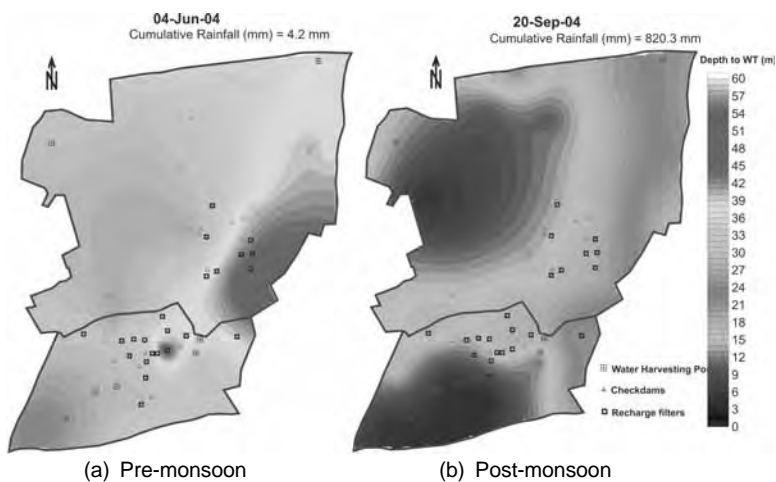 04-Jun-04
Cumulative Rainfall (mm) = 4.2 mm
N
20-Sep-04
Cumulative Rainfall (mm) = 820.3 mm
N
Depth to WT (m)
60
57
54
51
48
45
42
39
36
33
30
27
24
21
18
15
12
9
6
3
0
Water Harvesting Po
Checkdams
Recharge filters
(a) Pre-monsoon
(b) Post-monsoon